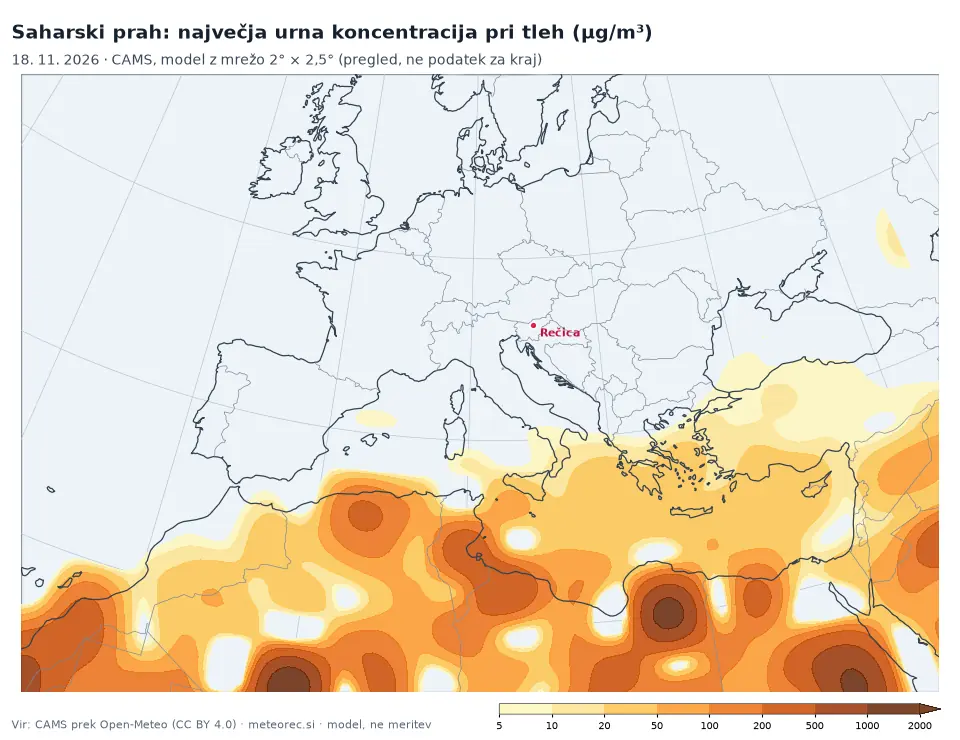 Saharski prah: največja urna koncentracija pri tleh (µg/m³)
18. 11. 2026 · CAMS, model z mrežo 2° × 2,5° (pregled, ne podatek za kraj)
Rečica
5 10 20 50 100 200 500 1000 2000
Vir: CAMS prek Open-Meteo (CC BY 4.0) · meteorec.si · model, ne meritev